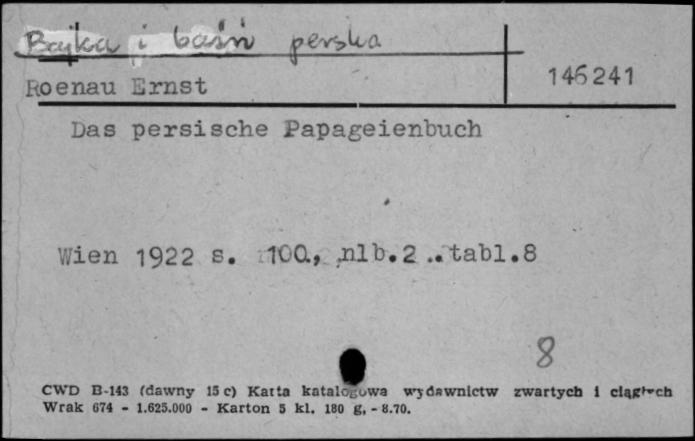 Bajka i baśń perska
Roenau Ernst
146241
Das persische Papageienbuch
Wien 1922 s. 100., nlb.2 ..tabl.8
8
CWD B-143 (dawny 15 c) Karta katalogowa wydawnictw zwartych i ciągłych
Wrak 674 - 1.625.000 - Karton 5 kl. 180 g, - 8.70.